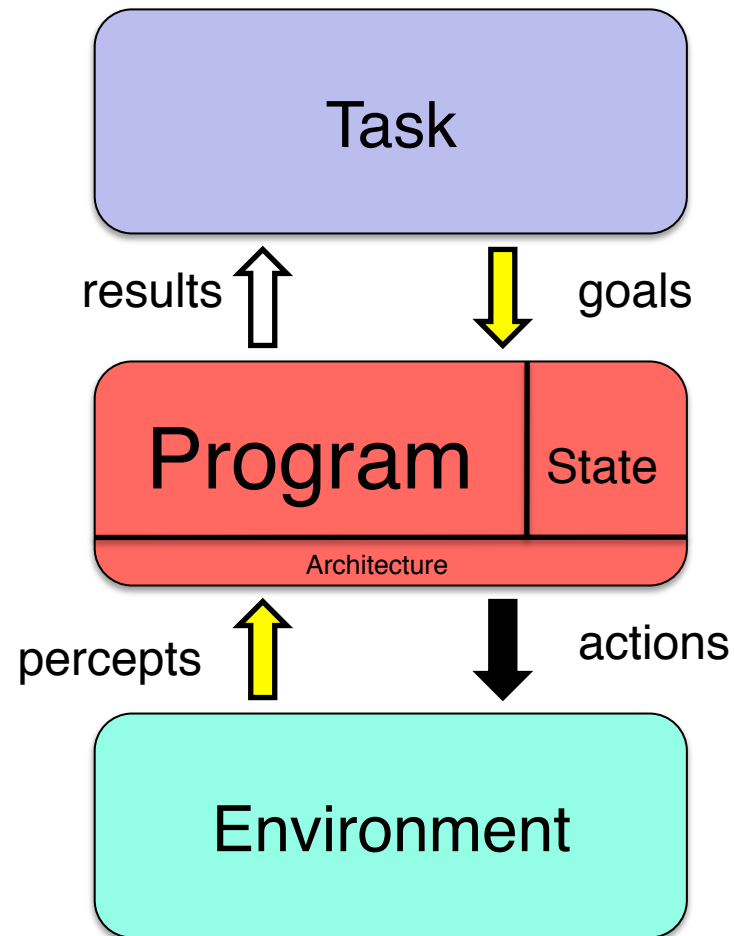 Task
results
goals
Program
State
Architecture
percepts
actions
Environment